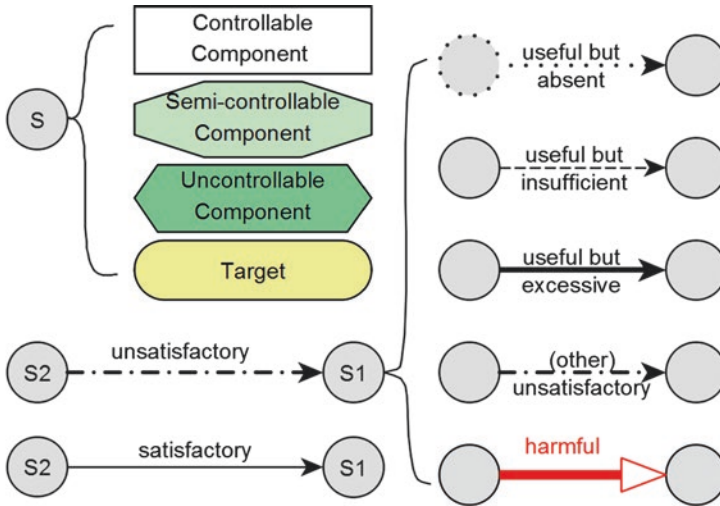 Controllable
Component
S
Semi-controllable
Component
Uncontrollable
Component
Target
S2
unsatisfactory
S1
S2
satisfactory
S1
useful but
absent
useful but
insufficient
useful but
excessive
(other)
unsatisfactory
harmful